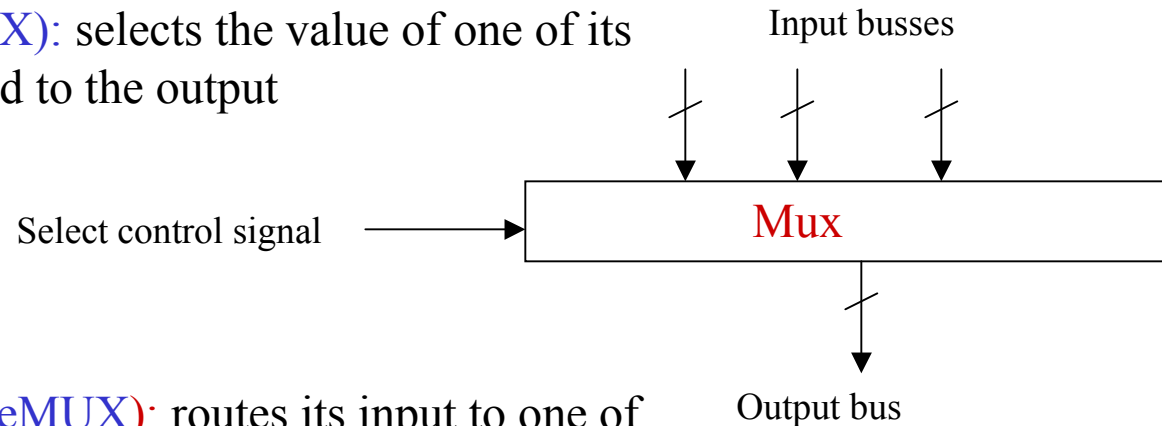 X): selects the value of one of its
d to the output
Input busses
Select control signal
Mux
eMUX): routes its input to one of
Output bus